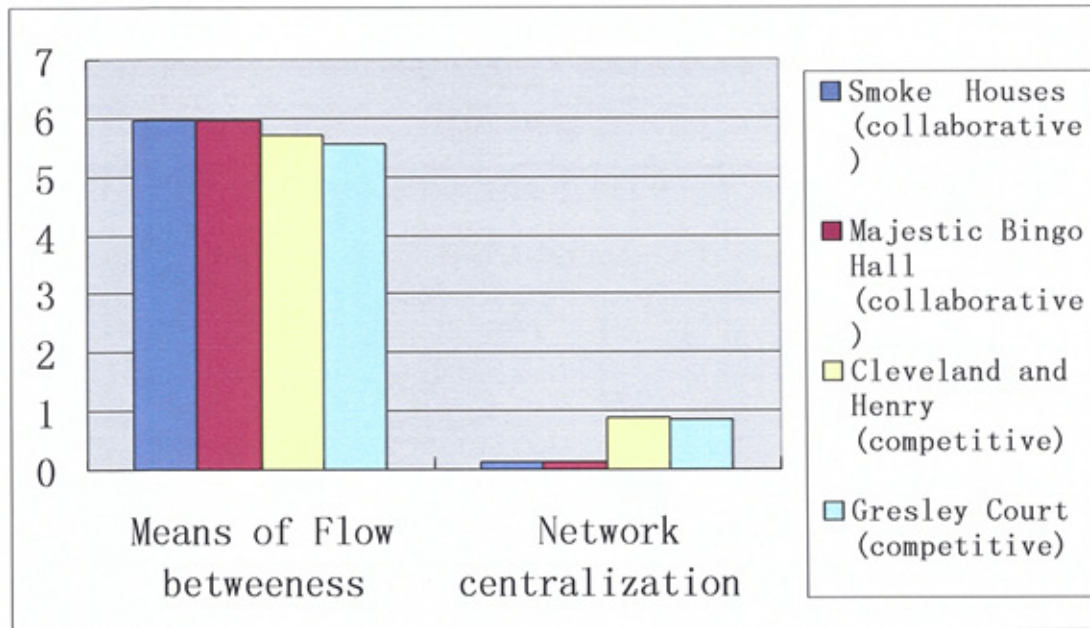 7
6
5
4
3
2
1
0
Means of Flow
betweeness
Network
centralization
Smoke Houses
(collaborative
)
Majestic Bingo
Hall
(collaborative
)
Cleveland and
Henry
(competitive)
Gresley Court
(competitive)